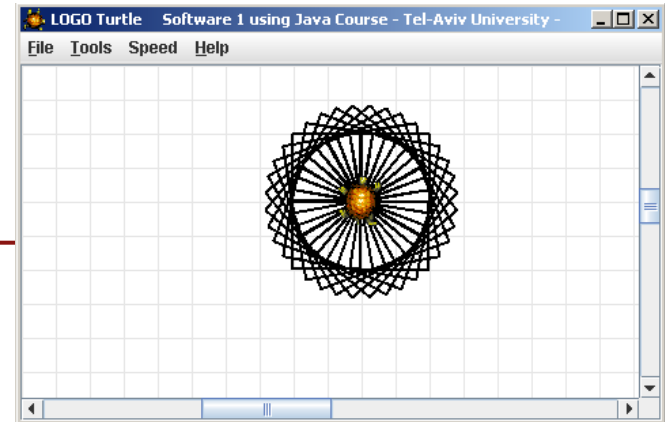 LOGO Turtle Software 1 using Java Course - Tel-Aviv University -
File Tools Speed Help